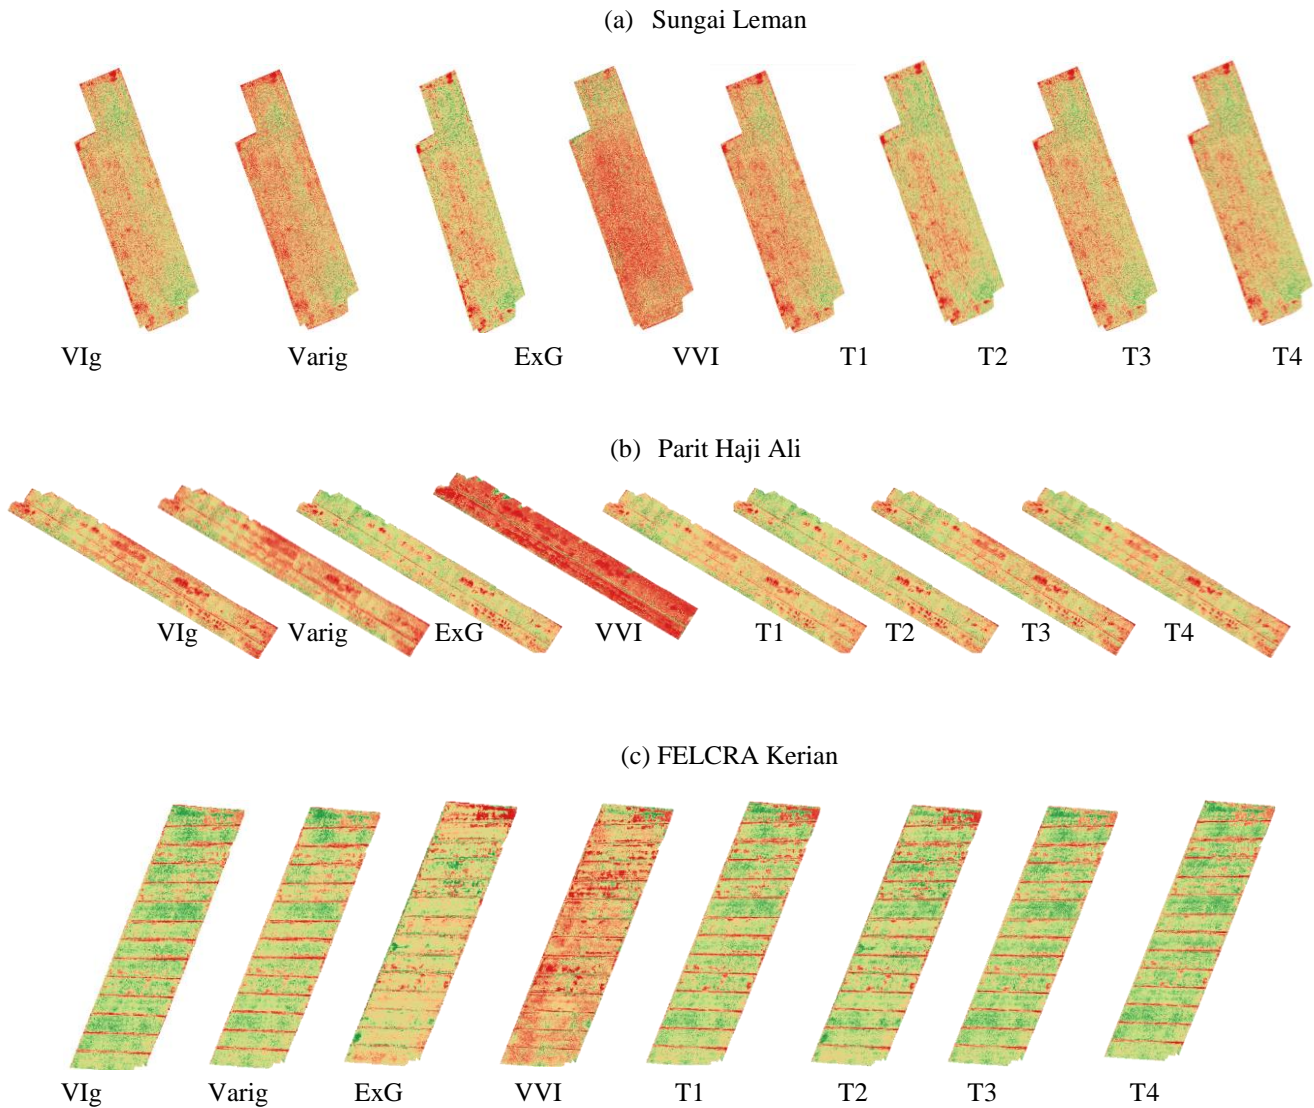 (a) Sungai Leman
VIg Varig ExG VVI T1 T2 T3 T4
(b) Parit Haji Ali
VIg Varig ExG VVI T1 T2 T3 T4
(c) FELCRA Kerian
VIg Varig ExG VVI T1 T2 T3 T4